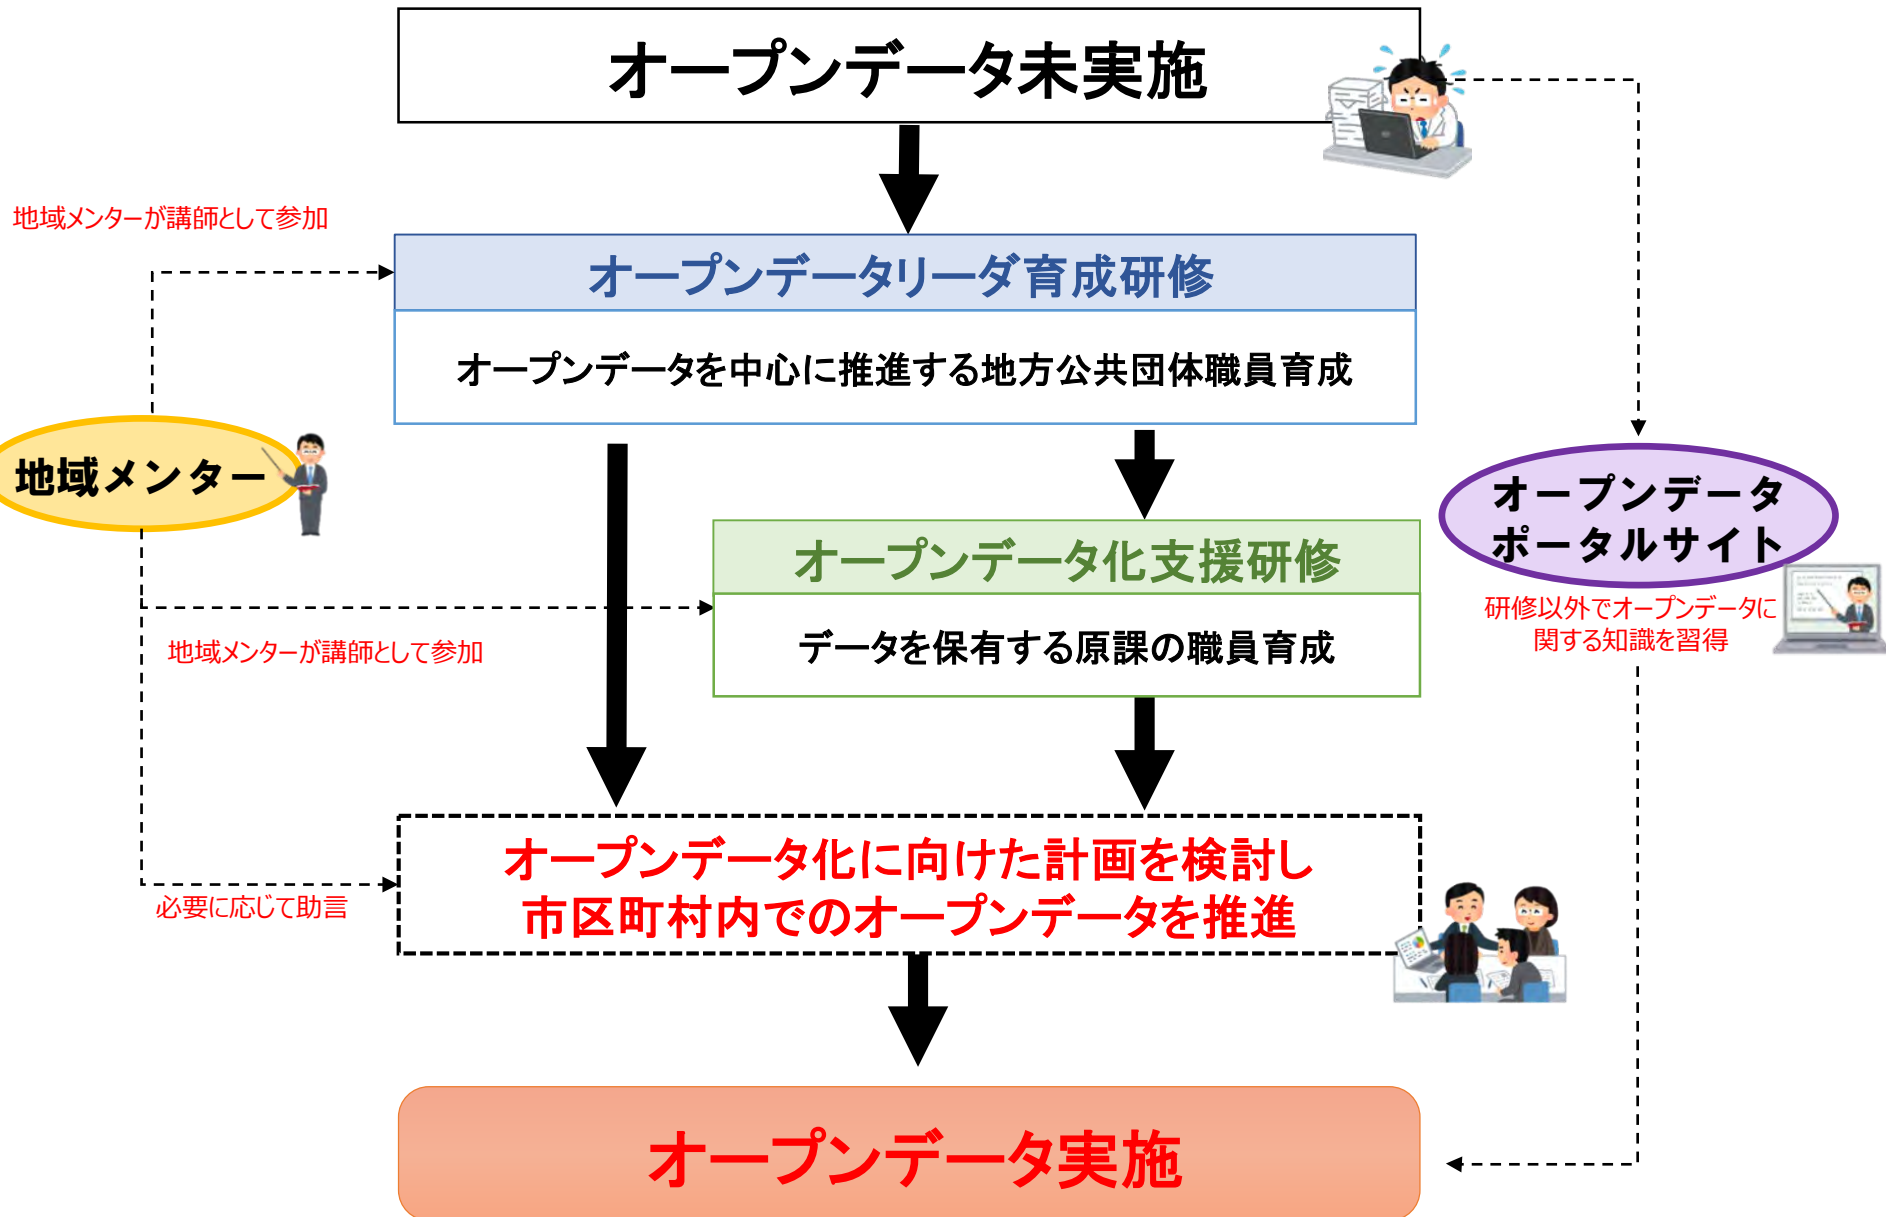 オープンデータ未実施
地域メンターが講師として参加
オープンデータリーダ育成研修
オープンデータを中心に推進する地方公共団体職員育成
地域メンター
オープンデータ
ポータルサイト
研修以外でオープンデータに
関する知識を習得
オープンデータ化支援研修
データを保有する原課の職員育成
地域メンターが講師として参加
オープンデータ化に向けた計画を検討し
市区町村内でのオープンデータを推進
必要に応じて助言
オープンデータ実施